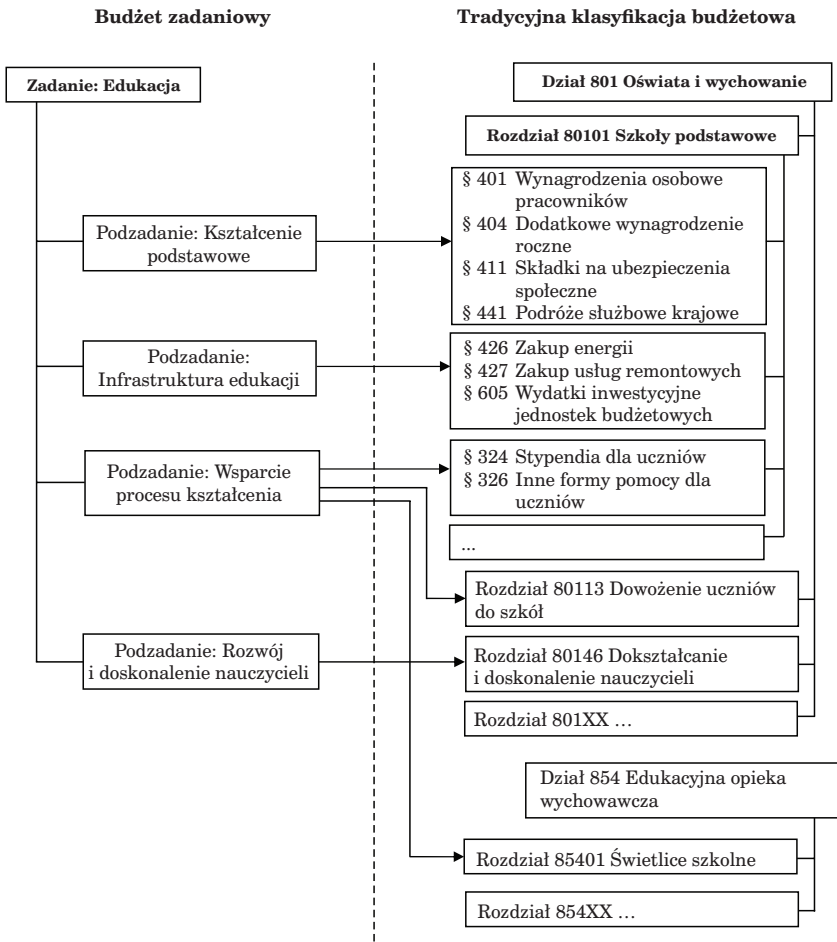 Budżet zadaniowy
Tradycyjna klasyfikacja budżetowa
Zadanie: Edukacja
Dział 801 Oświata i wychowanie
Rozdział 80101 Szkoły podstawowe
Podzadanie: Kształcenie
podstawowe
§ 401 Wynagrodzenia osobowe
pracowników
§ 404 Dodatkowe wynagrodzenie
roczne
§ 411 Składki na ubezpieczenia
społeczne
§ 441 Podróże służbowe krajowe
Podzadanie:
Infrastruktura edukacji
§ 426 Zakup energii
§ 427 Zakup usług remontowych
§ 605 Wydatki inwestycyjne
jednostek budżetowych
Podzadanie: Wsparcie
procesu kształcenia
§ 324 Stypendia dla uczniów
§ 326 Inne formy pomocy dla
uczniów
...
Rozdział 80113 Dowożenie uczniów
do szkół
Podzadanie: Rozwój
i doskonalenie nauczycieli
Rozdział 80146 Dokształcanie
i doskonalenie nauczycieli
Rozdział 801XX …
Dział 854 Edukacyjna opieka
wychowawcza
Rozdział 85401 Świetlice szkolne
Rozdział 854XX …